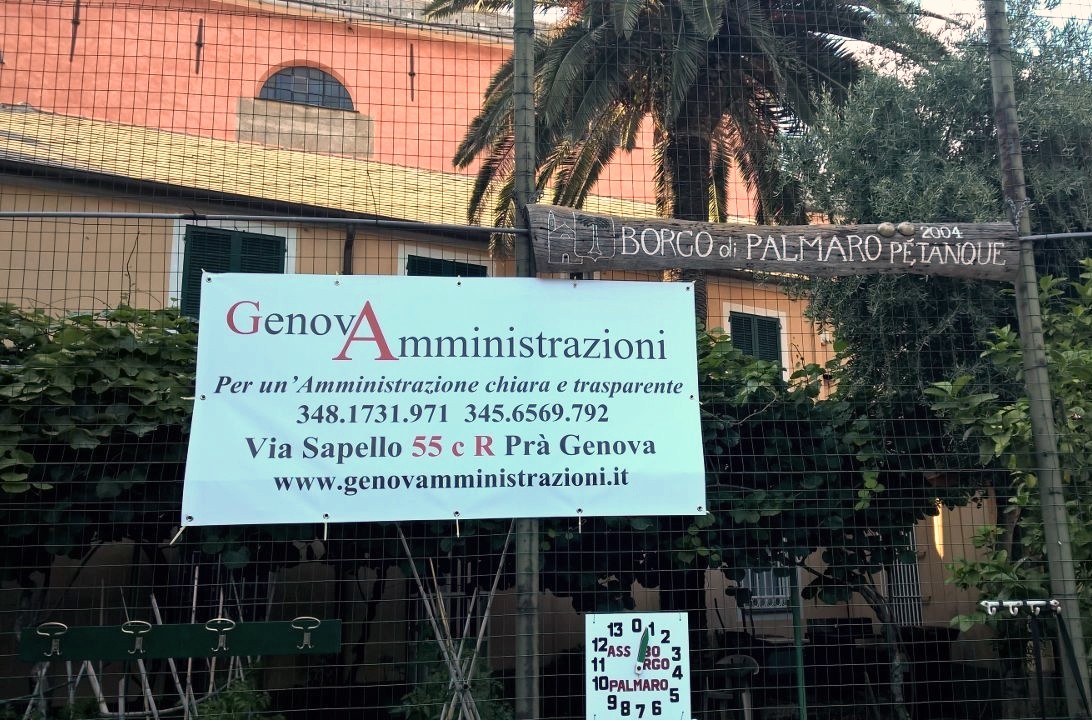 2004
BORGO di PALMARO PÉTANQUE
GenovAmministrazioni
Per un'Amministrazione chiara e trasparente
348.1731.971 345.6569.792
Via Sapello 55 c R Prà Genova
www.genovamministrazioni.it
13 0 1
12 2
ASS BORGO
11 3
10 PALMARO 4
9 8 7 6 5